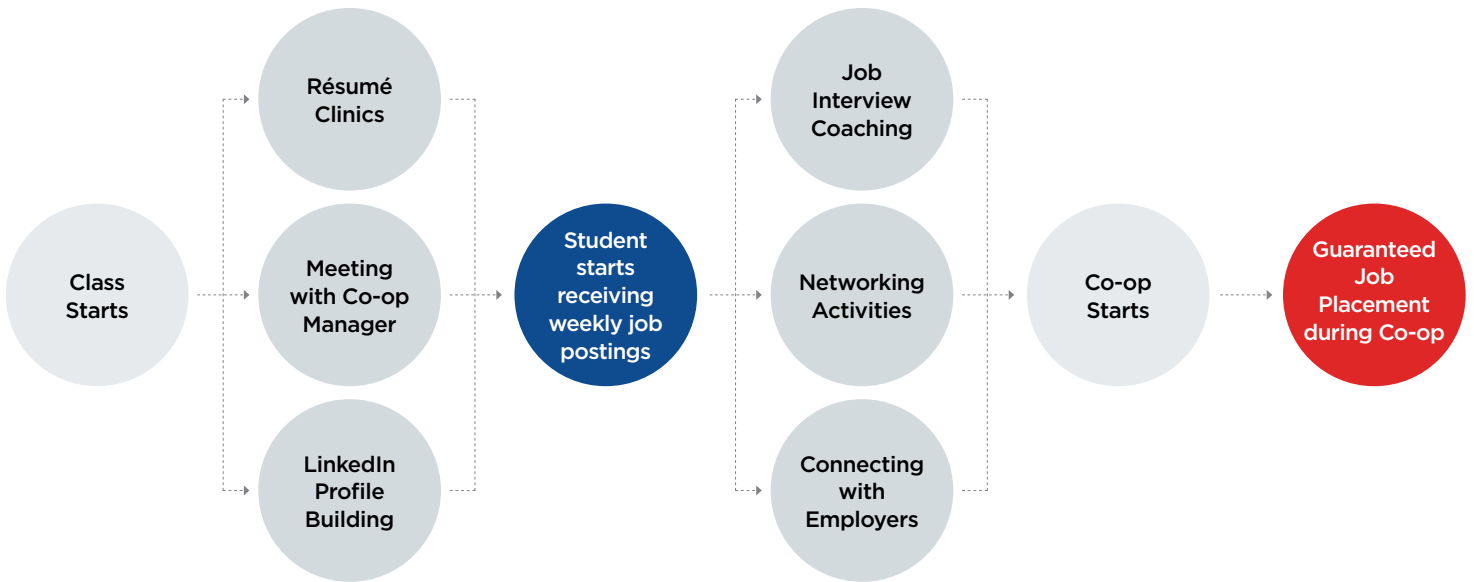 Class
Starts
Résumé
Clinics
Meeting
with Co-op
Manager
LinkedIn
Profile
Building
Student
starts
receiving
weekly job
postings
Job
Interview
Coaching
Networking
Activities
Connecting
with
Employers
Co-op
Starts
Guaranteed
Job
Placement
during Co-op